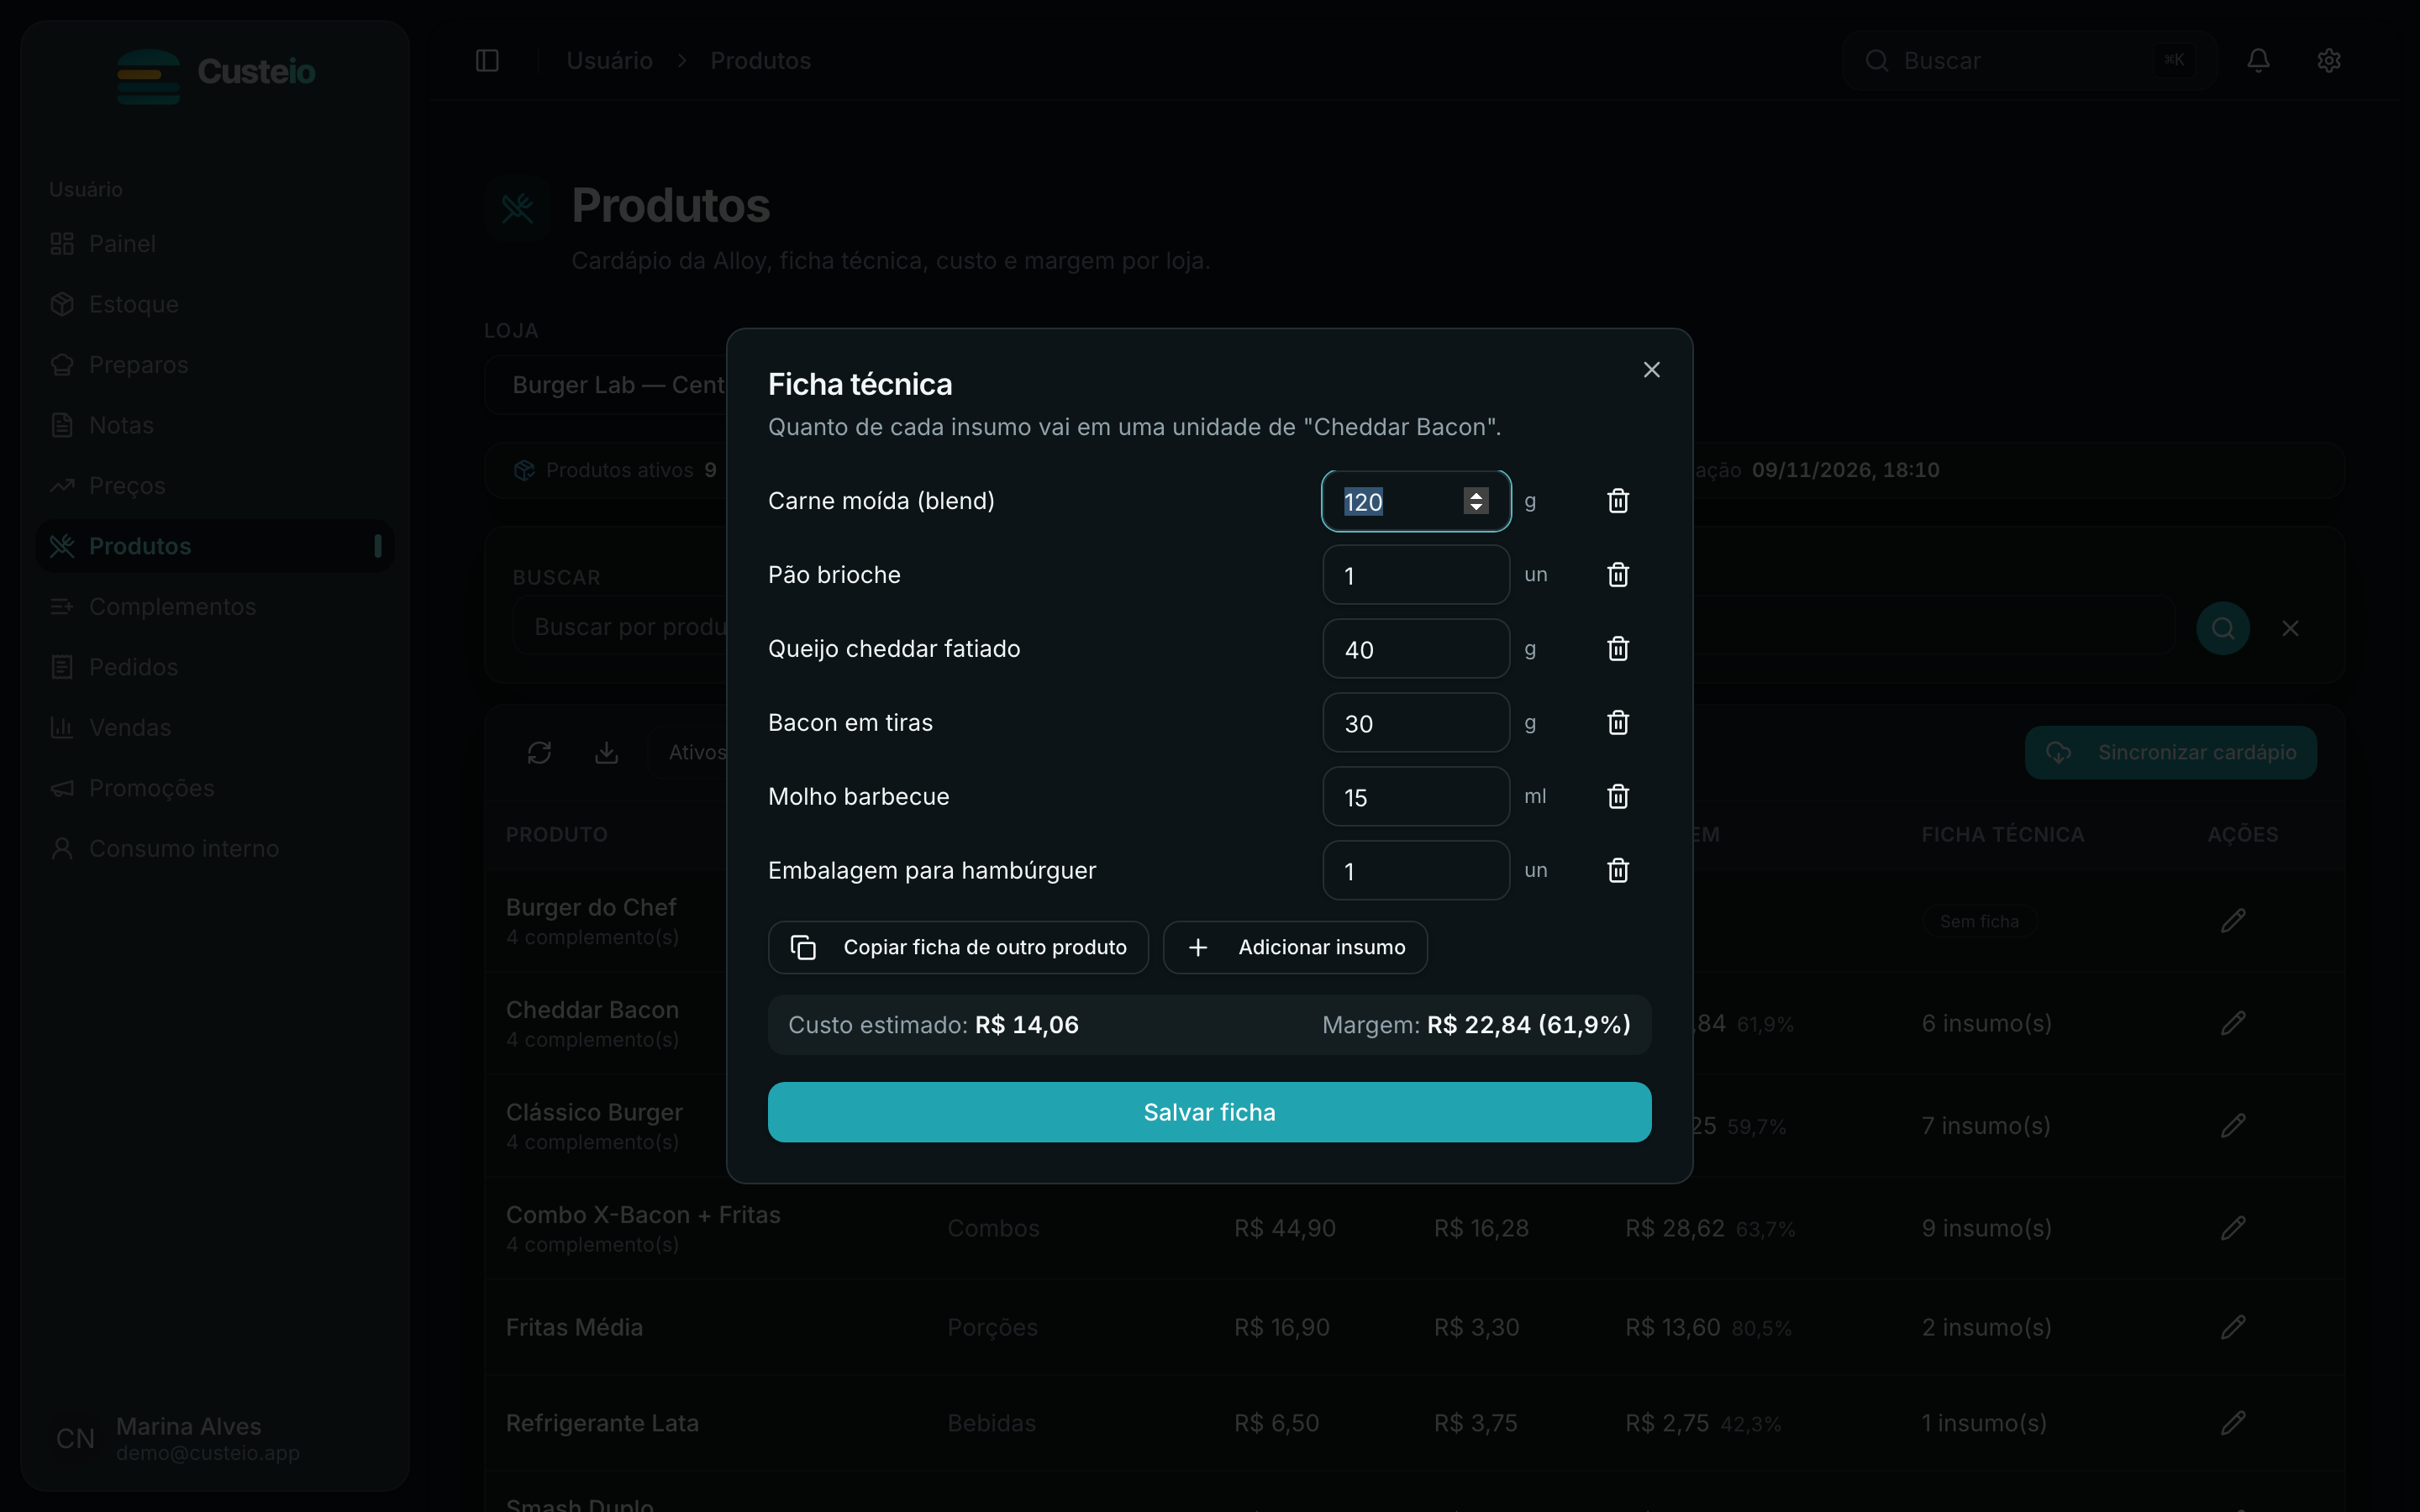 Custeio
Usuário
Painel
Estoque
Preparos
Notas
Preços
Produtos
Complementos
Pedidos
Vendas
Promoções
Consumo interno
CN
Marina Alves
demo@custeio.app
Usuário > Produtos
Buscar
⌘K
Produtos
Cardápio da Alloy, ficha técnica, custo e margem por loja.
LOJA
Burger Lab — Cent
Produtos ativos 9
ação 09/11/2026, 18:10
BUSCAR
Buscar por produ
Ativos
Sincronizar cardápio
PRODUTO
EM
FICHA TÉCNICA
AÇÕES
Burger do Chef
4 complemento(s)
Sem ficha
Cheddar Bacon
4 complemento(s)
,84 61,9%
6 insumo(s)
Clássico Burger
4 complemento(s)
25 59,7%
7 insumo(s)
Combo X-Bacon + Fritas
4 complemento(s)
Combos
R$ 44,90
R$ 16,28
R$ 28,62 63,7%
9 insumo(s)
Fritas Média
Porções
R$ 16,90
R$ 3,30
R$ 13,60 80,5%
2 insumo(s)
Refrigerante Lata
Bebidas
R$ 6,50
R$ 3,75
R$ 2,75 42,3%
1 insumo(s)
Smash Duplo
Ficha técnica
Quanto de cada insumo vai em uma unidade de "Cheddar Bacon".
Carne moída (blend) 120 g
Pão brioche 1 un
Queijo cheddar fatiado 40 g
Bacon em tiras 30 g
Molho barbecue 15 ml
Embalagem para hambúrguer 1 un
Copiar ficha de outro produto
Adicionar insumo
Custo estimado: R$ 14,06
Margem: R$ 22,84 (61,9%)
Salvar ficha